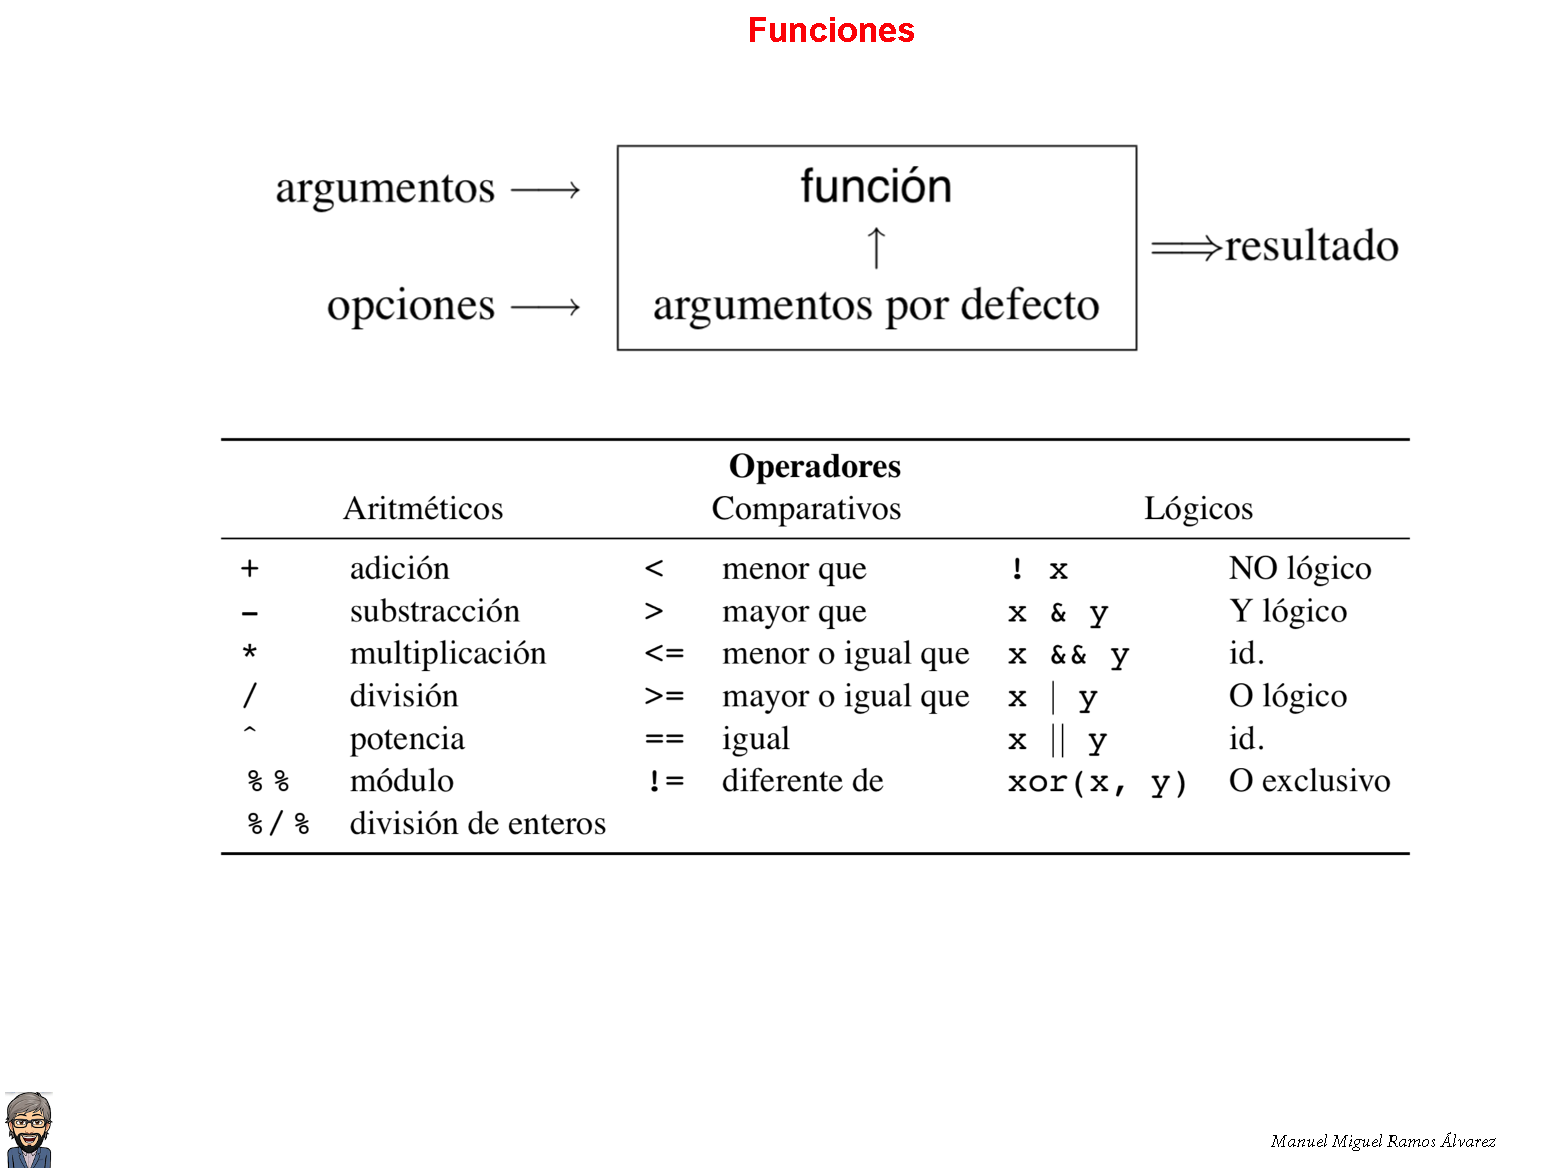 Funciones
argumentos ⟶ función
↑
⟹resultado
opciones ⟶ argumentos por defecto
Operadores
Aritméticos Comparativos Lógicos
+ adición < menor que ! x NO lógico
– substracción > mayor que x & y Y lógico
* multiplicación <= menor o igual que x && y id.
/ división >= mayor o igual que x | y O lógico
^ potencia == igual x || y id.
%% módulo != diferente de xor(x, y) O exclusivo
%/% división de enteros
Manuel Miguel Ramos Álvarez